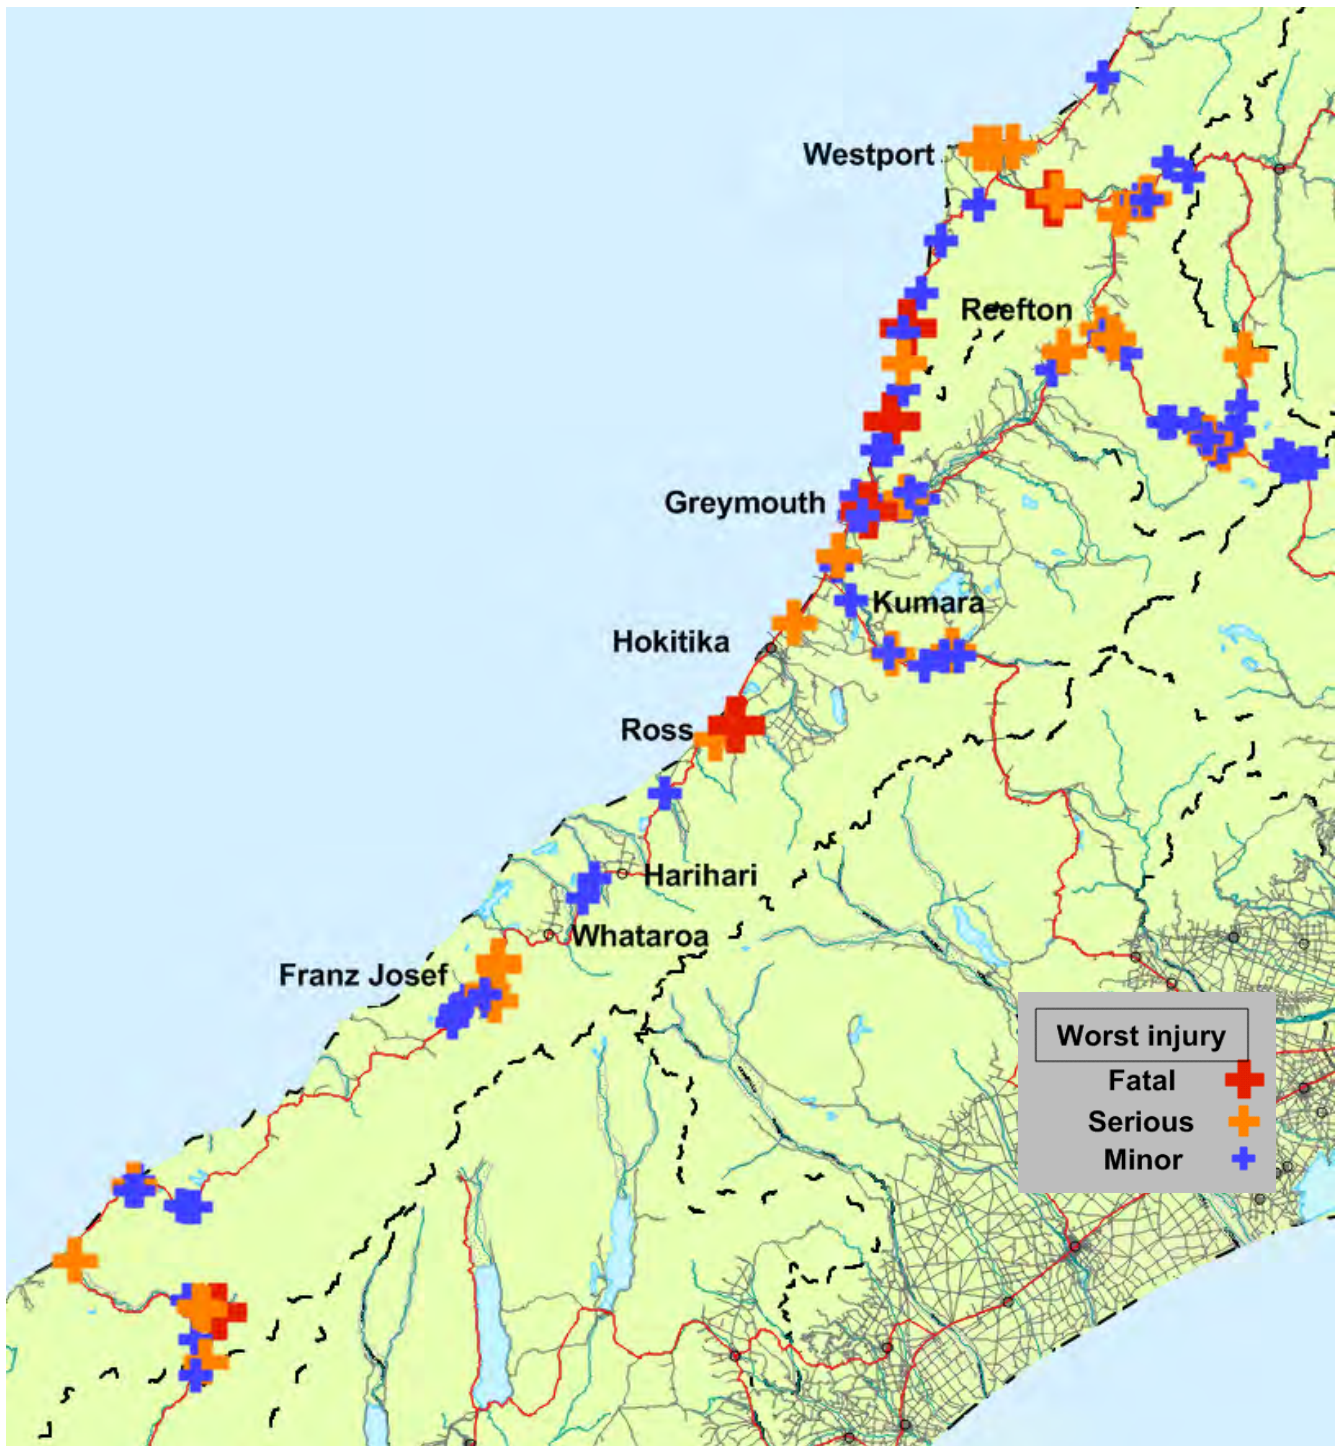 Westport
Reefton
Greymouth
Kumara
Hokitika
Ross
Harihari
Whataroa
Franz Josef
Worst injury
Fatal
Serious
Minor